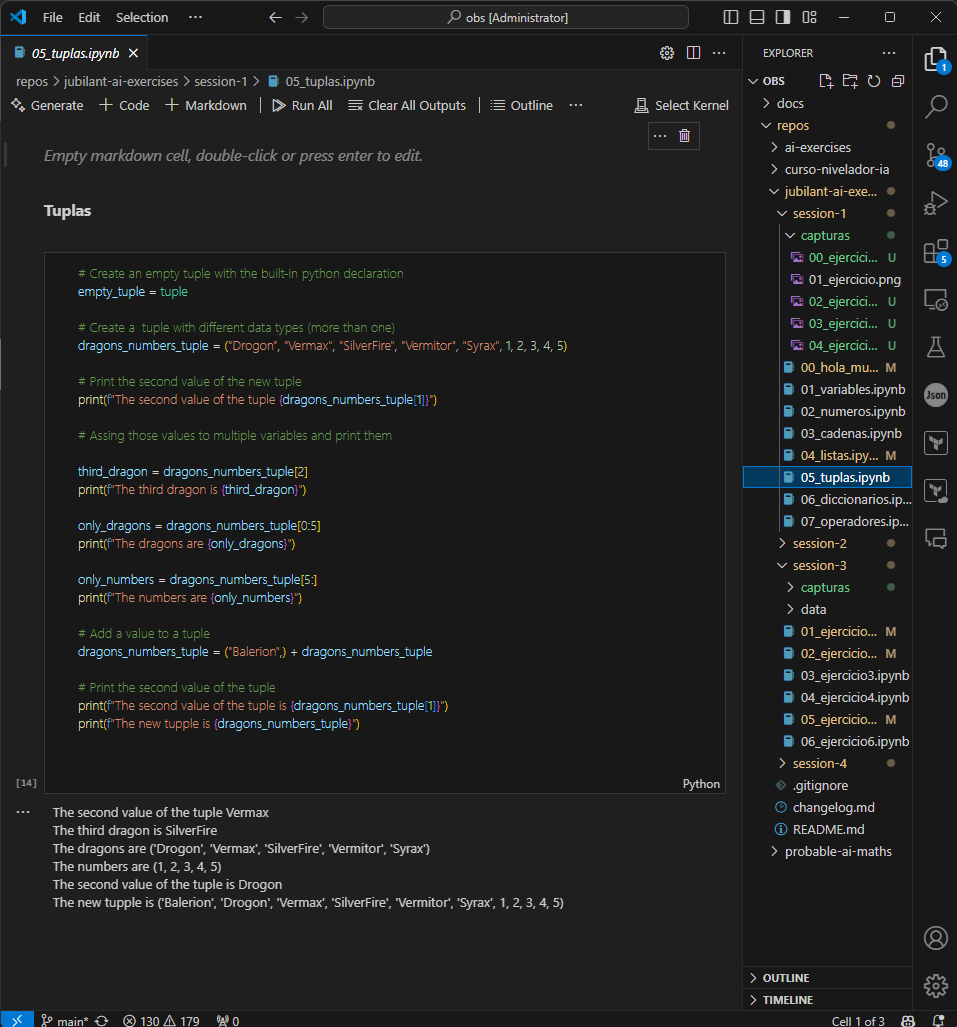 File Edit Selection ··· obs [Administrator]
05_tuplas.ipynb
repos > jubilant-ai-exercises > session-1 > 05_tuplas.ipynb
Generate + Code + Markdown Run All Clear All Outputs Outline ··· Select Kernel
Empty markdown cell, double-click or press enter to edit.
Tuplas
# Create an empty tuple with the built-in python declaration
empty_tuple = tuple
# Create a  tuple with different data types (more than one)
dragons_numbers_tuple = ("Drogon", "Vermax", "SilverFire", "Vermitor", "Syrax", 1, 2, 3, 4, 5)
# Print the second value of the new tuple
print(f"The second value of the tuple {dragons_numbers_tuple[1]}")
# Assing those values to multiple variables and print them
third_dragon = dragons_numbers_tuple[2]
print(f"The third dragon is {third_dragon}")
only_dragons = dragons_numbers_tuple[0:5]
print(f"The dragons are {only_dragons}")
only_numbers = dragons_numbers_tuple[5:]
print(f"The numbers are {only_numbers}")
# Add a value to a tuple
dragons_numbers_tuple = ("Balerion",) + dragons_numbers_tuple
# Print the second value of the tuple
print(f"The second value of the tuple is {dragons_numbers_tuple[1]}")
print(f"The new tupple is {dragons_numbers_tuple}")
[14]
Python
The second value of the tuple Vermax
The third dragon is SilverFire
The dragons are ('Drogon', 'Vermax', 'SilverFire', 'Vermitor', 'Syrax')
The numbers are (1, 2, 3, 4, 5)
The second value of the tuple is Drogon
The new tupple is ('Balerion', 'Drogon', 'Vermax', 'SilverFire', 'Vermitor', 'Syrax', 1, 2, 3, 4, 5)
EXPLORER
OBS
docs
repos
ai-exercises
curso-nivelador-ia
jubilant-ai-exe...
session-1
capturas
00_ejercici... U
01_ejercicio.png
02_ejercici... U
03_ejercici... U
04_ejercici... U
00_hola_mu... M
01_variables.ipynb
02_numeros.ipynb
03_cadenas.ipynb
04_listas.ipy... M
05_tuplas.ipynb
06_diccionarios.ip...
07_operadores.ip...
session-2
session-3
capturas
data
01_ejercicio... M
02_ejercicio... M
03_ejercicio3.ipynb
04_ejercicio4.ipynb
05_ejercicio... M
06_ejercicio6.ipynb
session-4
.gitignore
changelog.md
README.md
probable-ai-maths
OUTLINE
TIMELINE
1
48
5
Json
main* 130 179 0 Cell 1 of 3